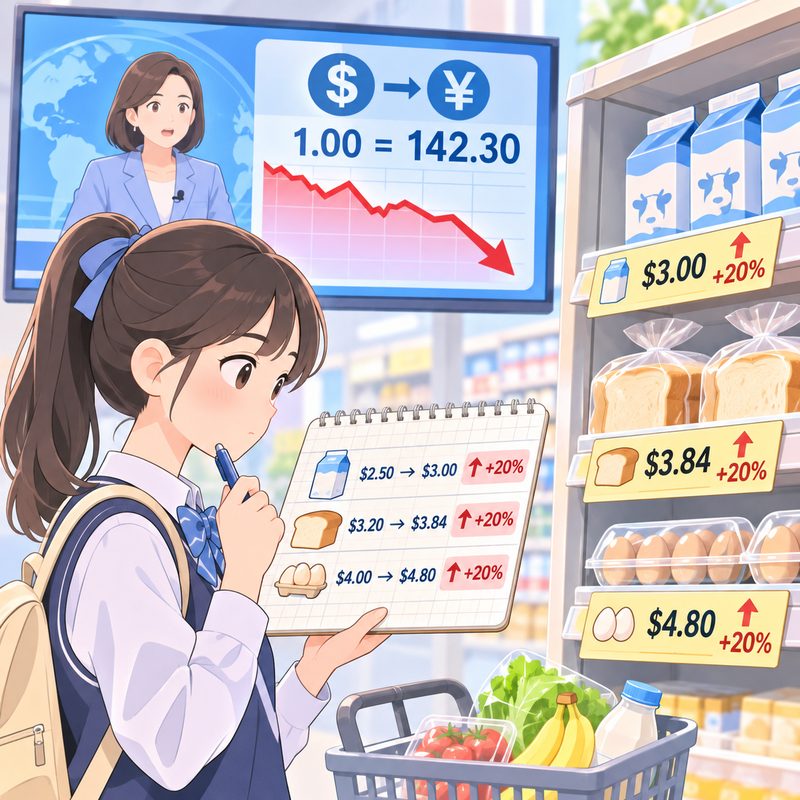 $ → ¥
1.00 = 142.30
$2.50 → $3.00 ↑+20%
$3.20 → $3.84 ↑+20%
$4.00 → $4.80 ↑+20%
$3.00 ↑ +20%
$3.84 ↑ +20%
$4.80 ↑ +20%